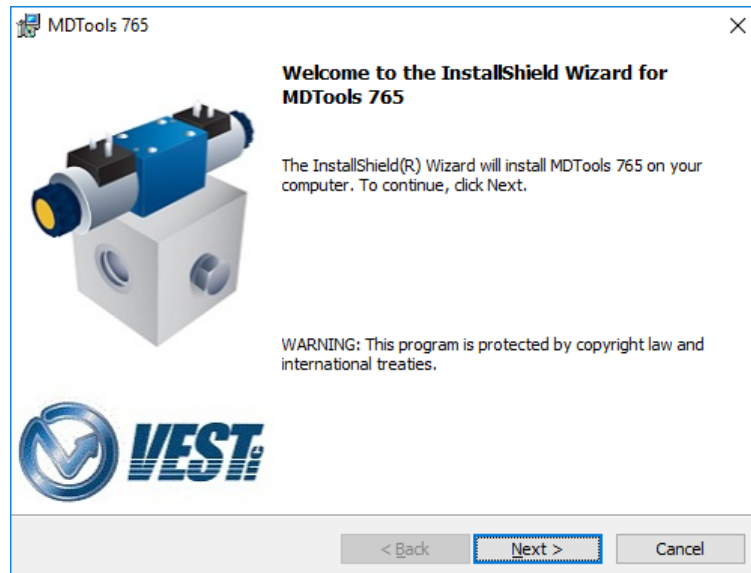 MDTools 765
Welcome to the InstallShield Wizard for
MDTools 765
The InstallShield(R) Wizard will install MDTools 765 on your
computer. To continue, click Next.
WARNING: This program is protected by copyright law and
international treaties.
VEST inc
< Back
Next >
Cancel